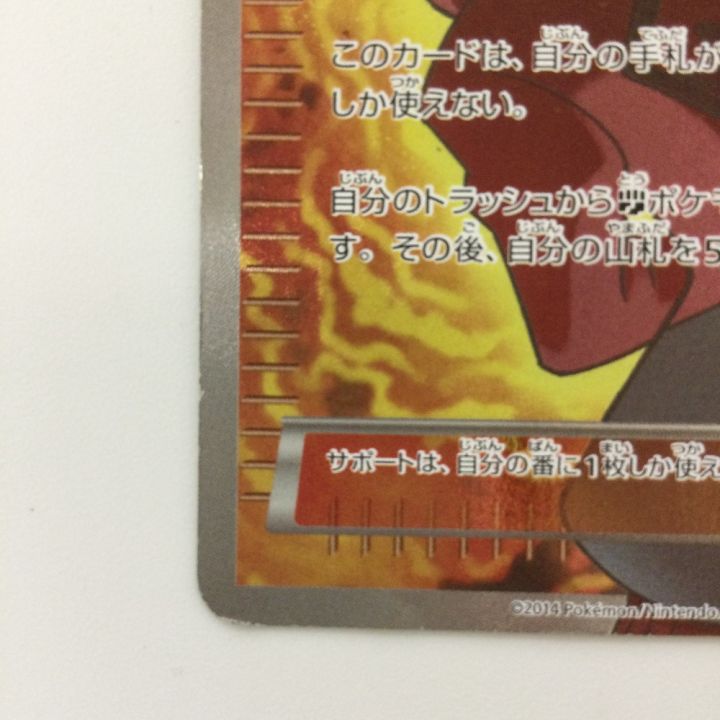 このカードは、自分の手札か
しか使えない。
自分のトラッシュから ポケ
す。その後、自分の山札を5
サポートは、自分の番に1枚しか使え
©2014 Pokémon/Nintendo